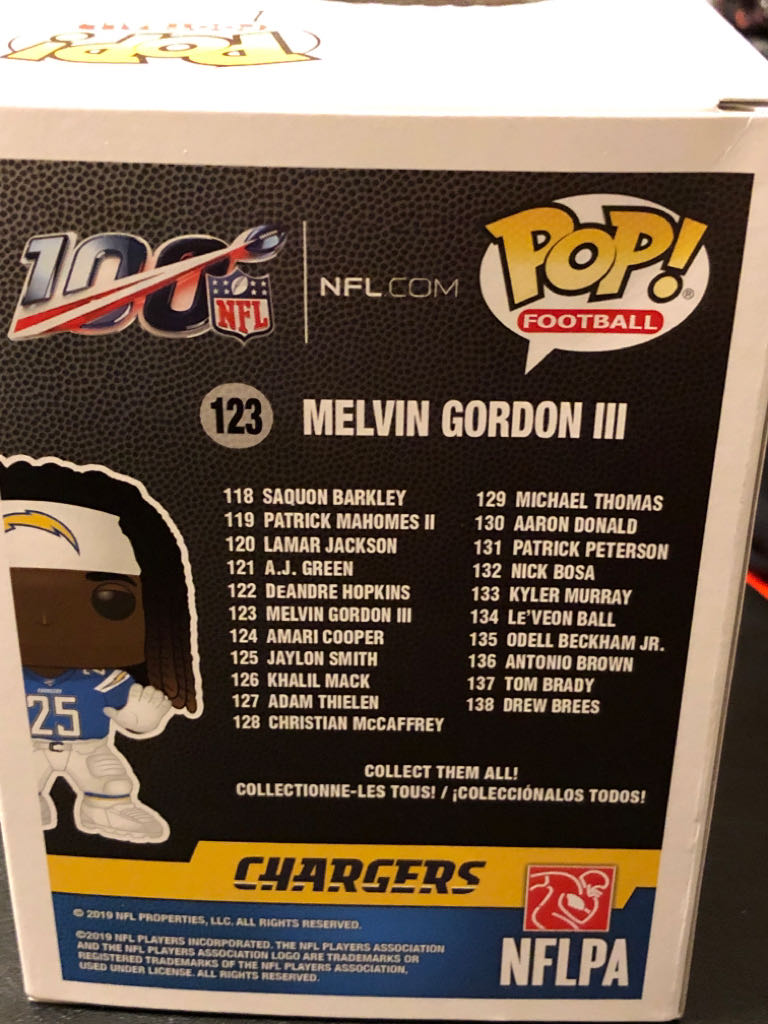 POP!
100
NFL
NFL.COM
POP!®
FOOTBALL
123 MELVIN GORDON III
118 SAQUON BARKLEY
119 PATRICK MAHOMES II
120 LAMAR JACKSON
121 A.J. GREEN
122 DEANDRE HOPKINS
123 MELVIN GORDON III
124 AMARI COOPER
125 JAYLON SMITH
126 KHALIL MACK
127 ADAM THIELEN
128 CHRISTIAN McCAFFREY
129 MICHAEL THOMAS
130 AARON DONALD
131 PATRICK PETERSON
132 NICK BOSA
133 KYLER MURRAY
134 LE'VEON BALL
135 ODELL BECKHAM JR.
136 ANTONIO BROWN
137 TOM BRADY
138 DREW BREES
25
COLLECT THEM ALL!
COLLECTIONNE-LES TOUS! / ¡COLECCIÓNALOS TODOS!
CHARGERS
© 2019 NFL PROPERTIES, LLC. ALL RIGHTS RESERVED.
©2019 NFL PLAYERS INCORPORATED. THE NFL PLAYERS ASSOCIATION
AND THE NFL PLAYERS ASSOCIATION LOGO ARE TRADEMARKS OR
REGISTERED TRADEMARKS OF THE NFL PLAYERS ASSOCIATION,
USED UNDER LICENSE. ALL RIGHTS RESERVED.
NFLPA